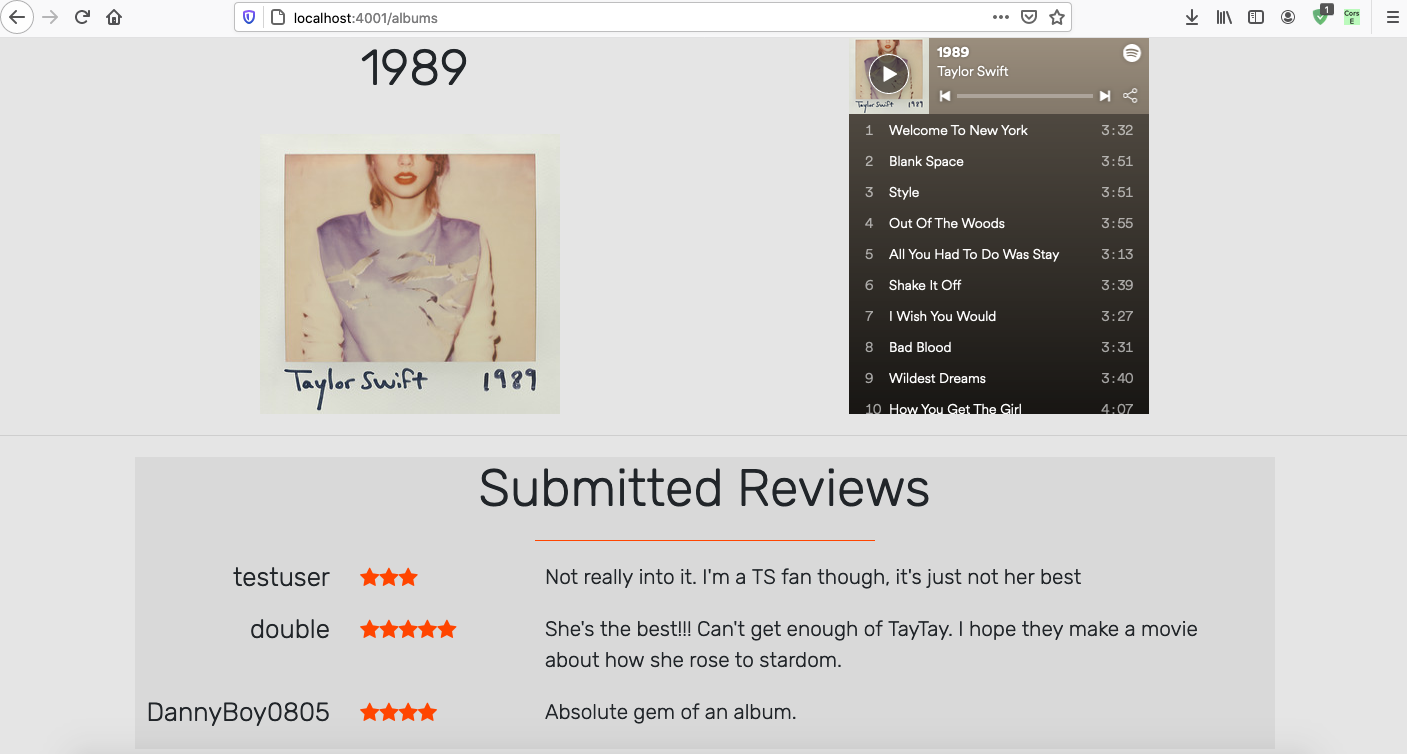 localhost:4001/albums
1
Cors
E
1989
Taylor Swift 1989
1989
Taylor Swift
Taylor Swift 1989
1 Welcome To New York 3:32
2 Blank Space 3:51
3 Style 3:51
4 Out Of The Woods 3:55
5 All You Had To Do Was Stay 3:13
6 Shake It Off 3:39
7 I Wish You Would 3:27
8 Bad Blood 3:31
9 Wildest Dreams 3:40
10 How You Get The Girl 4:07
Submitted Reviews
testuser Not really into it. I'm a TS fan though, it's just not her best
double She's the best!!! Can't get enough of TayTay. I hope they make a movie
about how she rose to stardom.
DannyBoy0805 Absolute gem of an album.